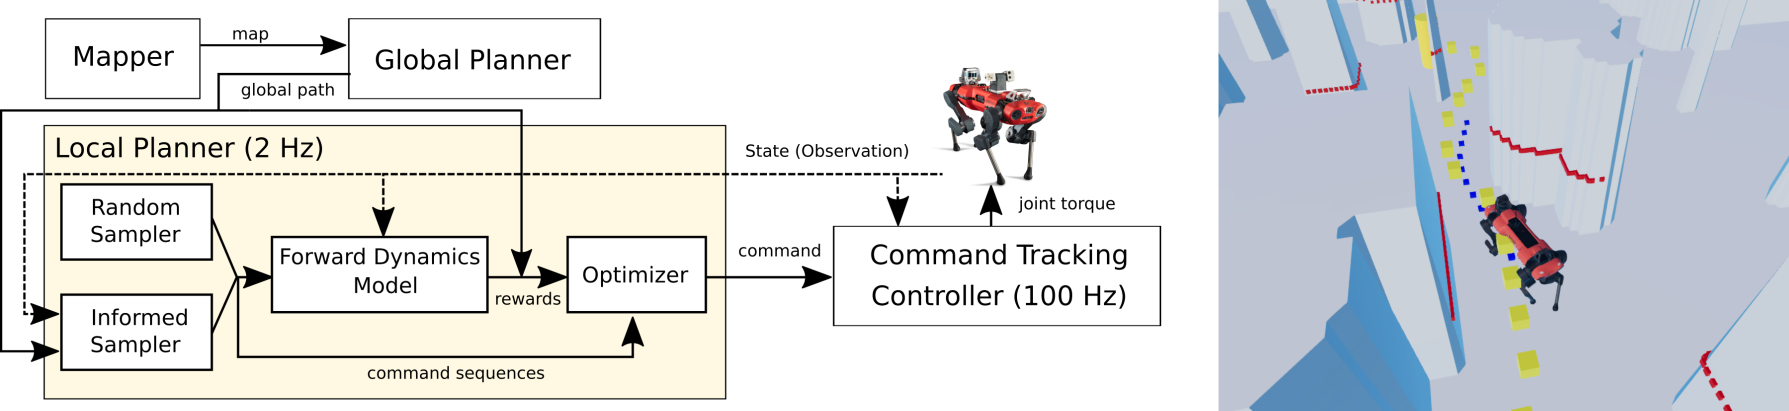 Mapper
map
Global Planner
global path
Local Planner (2 Hz)
State (Observation)
Random
Sampler
Informed
Sampler
Forward Dynamics
Model
rewards
Optimizer
command sequences
command
joint torque
Command Tracking
Controller (100 Hz)